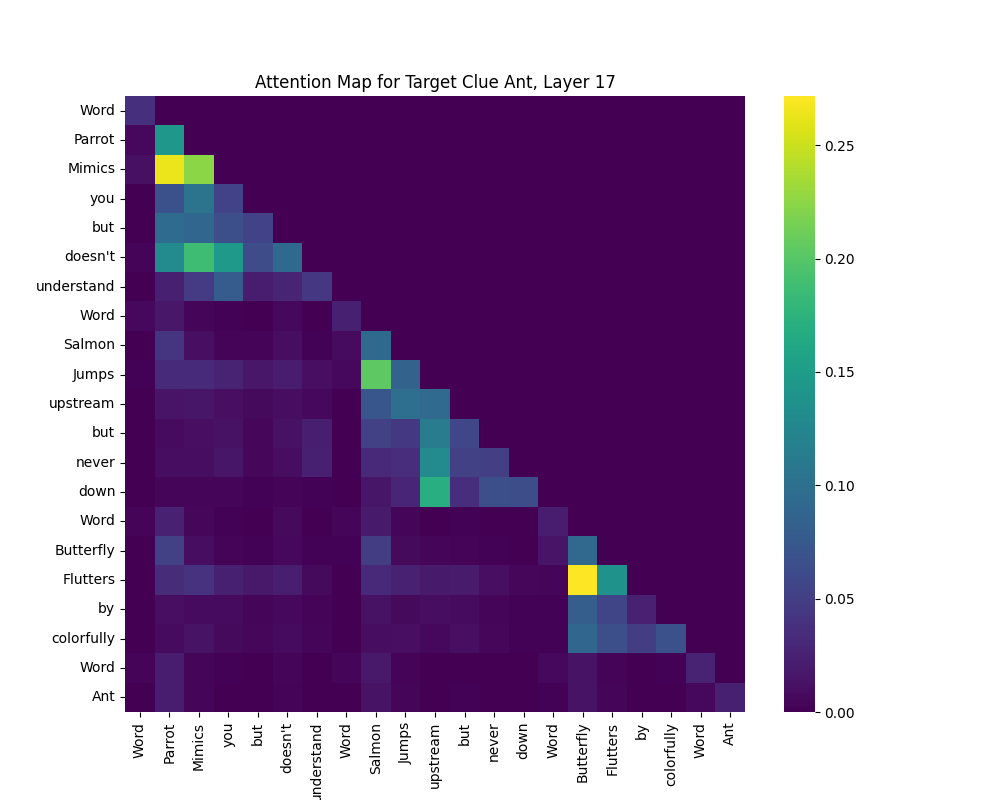 Attention Map for Target Clue Ant, Layer 17
Word
Parrot
Mimics
you
but
doesn't
understand
Word
Salmon
Jumps
upstream
but
never
down
Word
Butterfly
Flutters
by
colorfully
Word
Ant
Word
Parrot
Mimics
you
but
doesn't
understand
Word
Salmon
Jumps
upstream
but
never
down
Word
Butterfly
Flutters
by
colorfully
Word
Ant
0.25
0.20
0.15
0.10
0.05
0.00